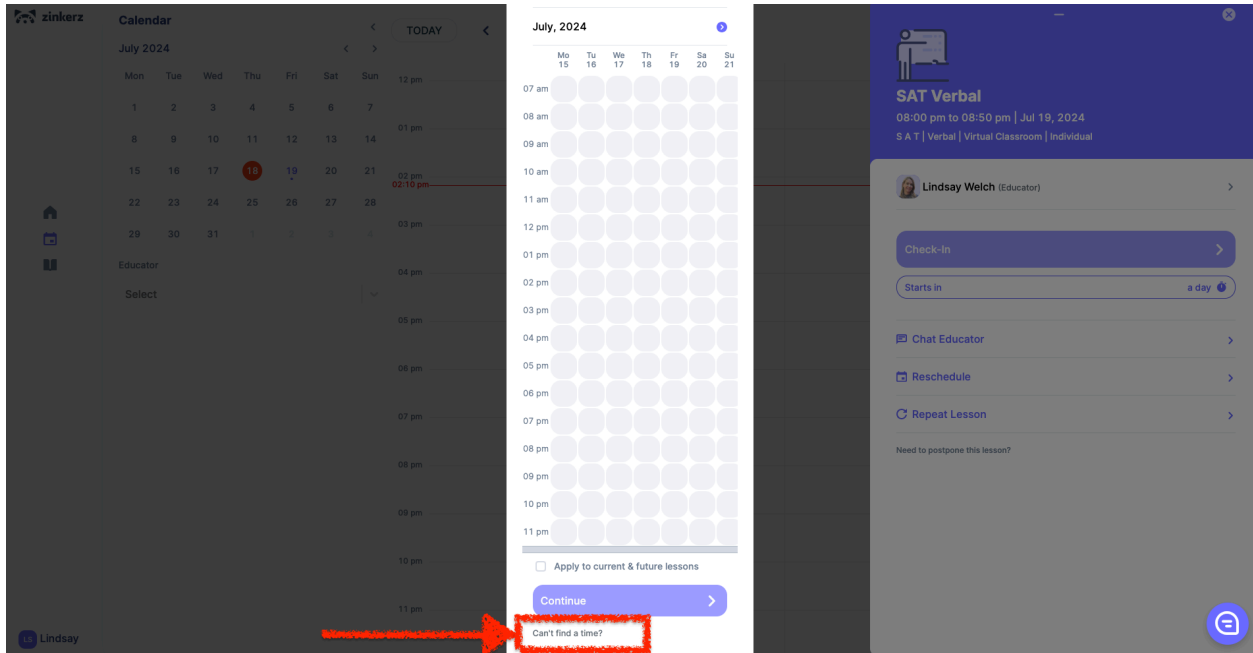 zinkerz
Calendar
July 2024
Mon Tue Wed Thu Fri Sat Sun
1 2 3 4 5 6 7
8 9 10 11 12 13 14
15 16 17 18 19 20 21
22 23 24 25 26 27 28
29 30 31 1 2 3 4
Educator
Select
LS Lindsay
TODAY
12 pm
01 pm
02 pm
02:10 pm
03 pm
04 pm
05 pm
06 pm
07 pm
08 pm
09 pm
10 pm
11 pm
July, 2024
Mo Tu We Th Fr Sa Su
15 16 17 18 19 20 21
07 am
08 am
09 am
10 am
11 am
12 pm
01 pm
02 pm
03 pm
04 pm
05 pm
06 pm
07 pm
08 pm
09 pm
10 pm
11 pm
Apply to current & future lessons
Continue
Can't find a time?
SAT Verbal
08:00 pm to 08:50 pm | Jul 19, 2024
S A T | Verbal | Virtual Classroom | Individual
Lindsay Welch (Educator)
Check-In
Starts in a day
Chat Educator
Reschedule
Repeat Lesson
Need to postpone this lesson?